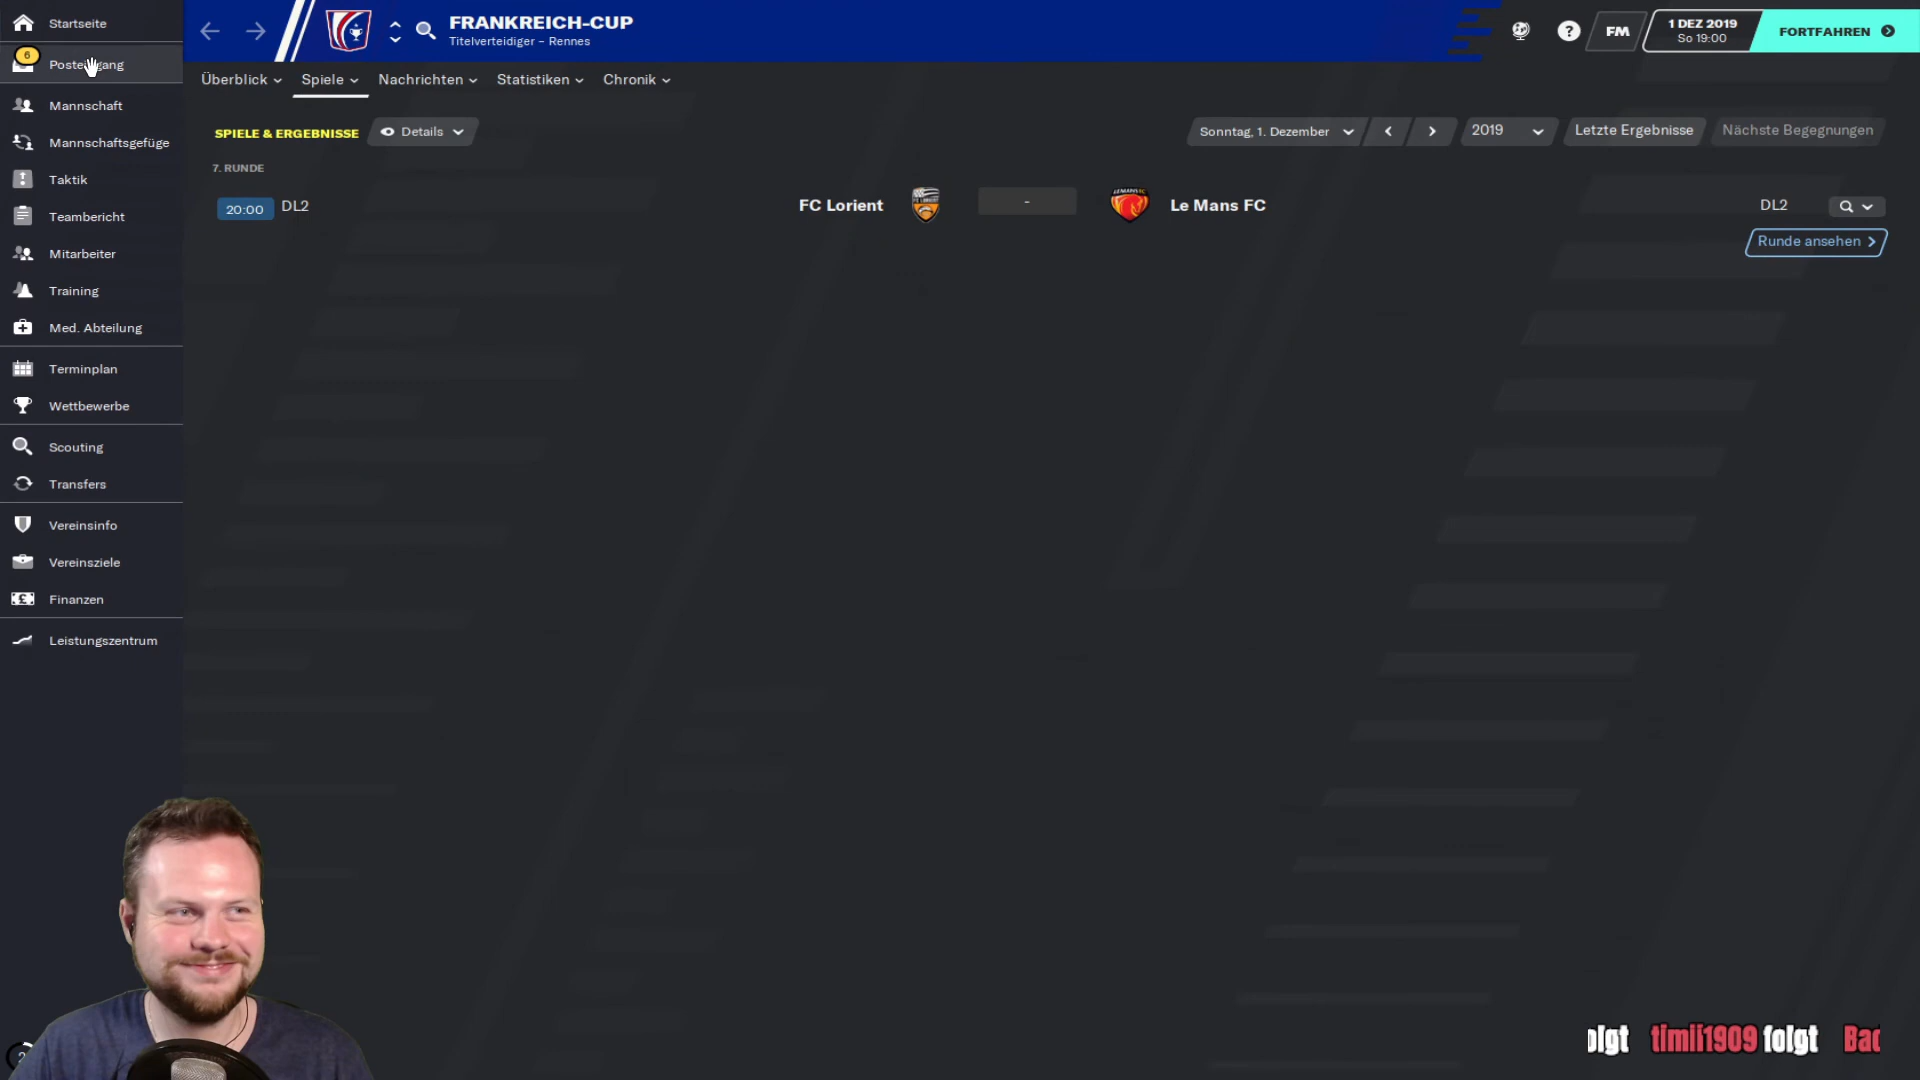 Startseite
6
Posteingang
Mannschaft
Mannschaftsgefüge
Taktik
Teambericht
Mitarbeiter
Training
Med. Abteilung
Terminplan
Wettbewerbe
Scouting
Transfers
Vereinsinfo
Vereinsziele
Finanzen
Leistungszentrum
FRANKREICH-CUP
Titelverteidiger – Rennes
FM
1 DEZ 2019
So 19:00
FORTFAHREN
Überblick
Spiele
Nachrichten
Statistiken
Chronik
SPIELE & ERGEBNISSE
Details
Sonntag, 1. Dezember
2019
Letzte Ergebnisse
Nächste Begegnungen
7. RUNDE
20:00 DL2 FC Lorient - Le Mans FC DL2
Runde ansehen
olgt timli1909 folgt Bac